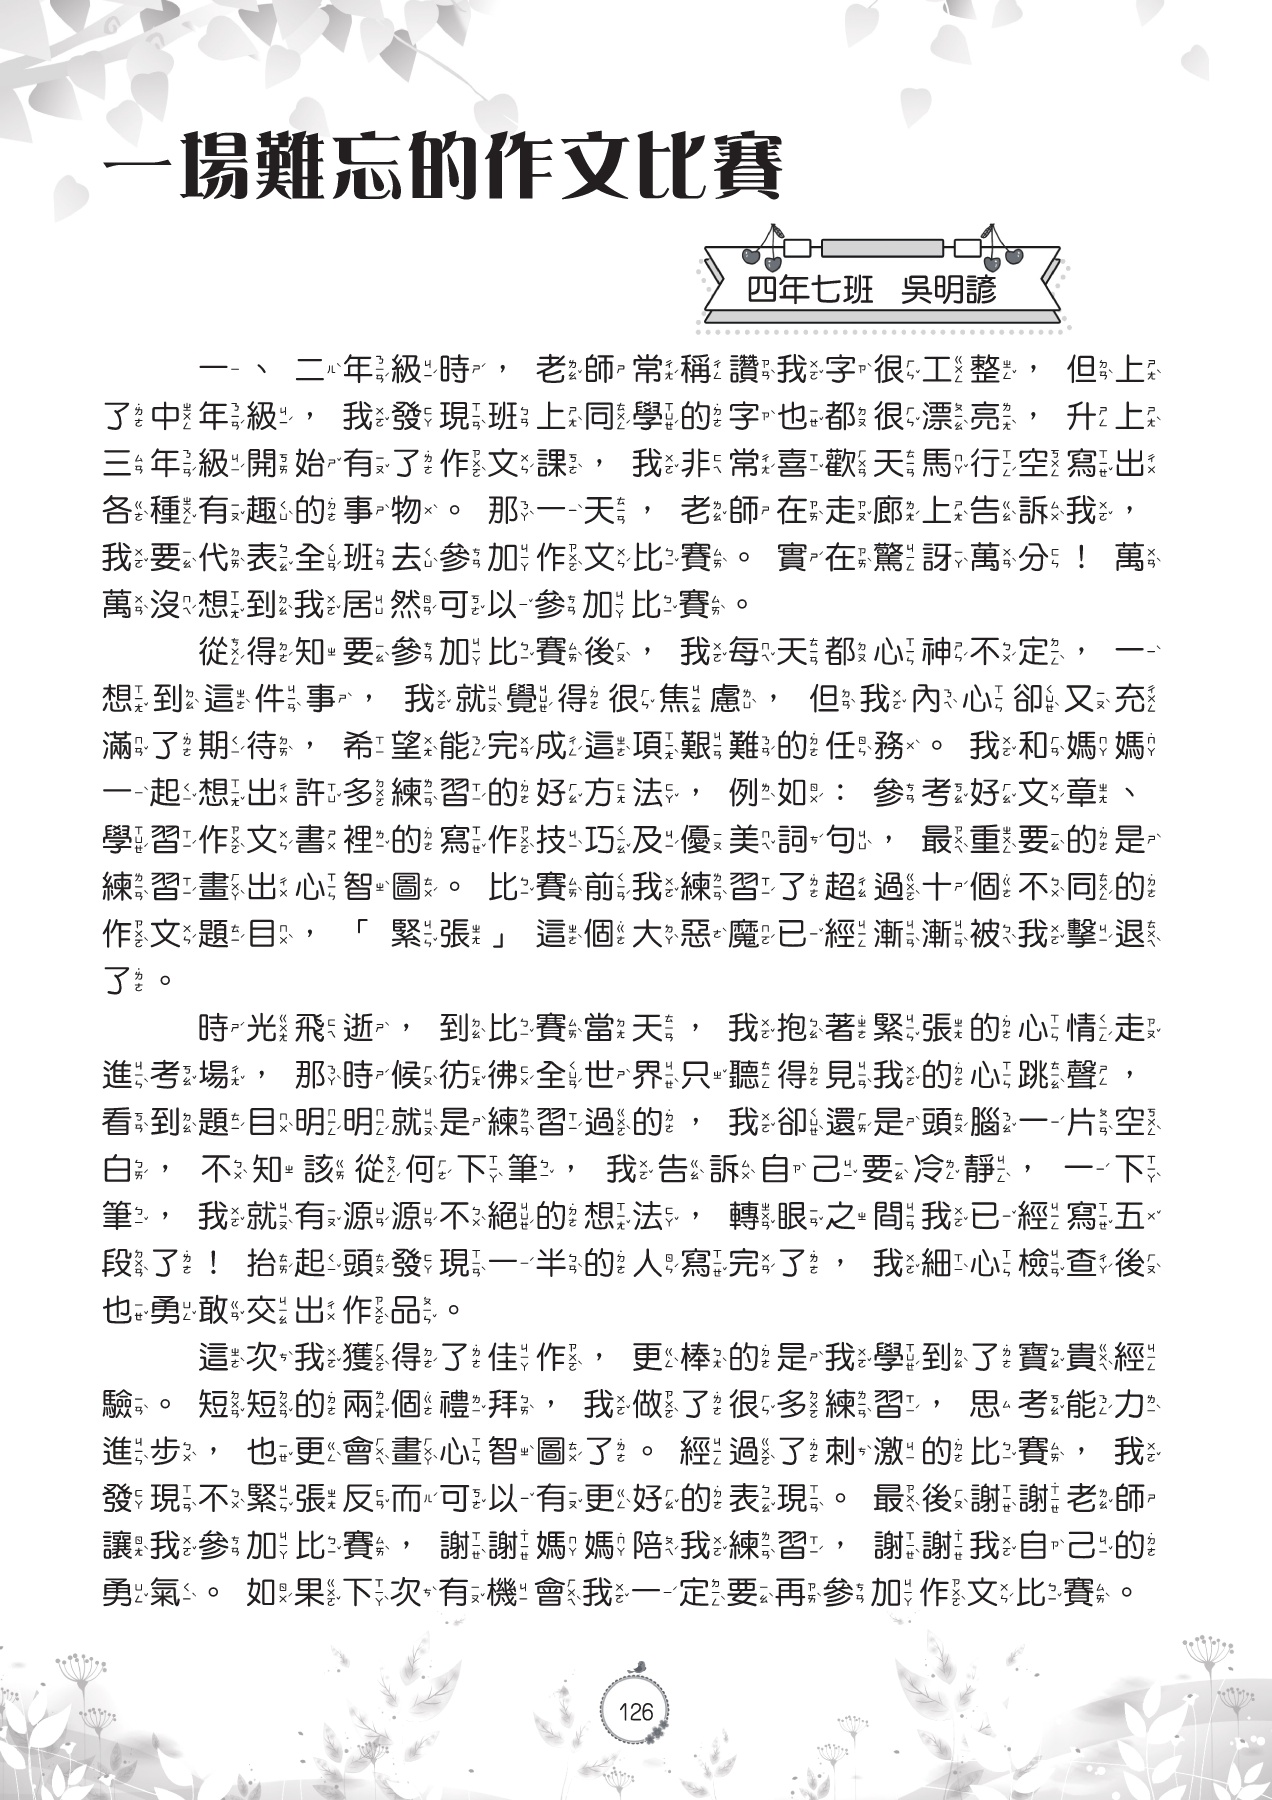 一場難忘的作文比賽
四年七班　吳明諺
一、二年級時，老師常稱讚我字很工整，但上
了中年級，我發現班上同學的字也都很漂亮，升上
三年級開始有了作文課，我非常喜歡天馬行空寫出
各種有趣的事物。那一天，老師在走廊上告訴我，
我要代表全班去參加作文比賽。實在驚訝萬分！萬
萬沒想到我居然可以參加比賽。
從得知要參加比賽後，我每天都心神不定，一
想到這件事，我就覺得很焦慮，但我內心卻又充
滿了期待，希望能完成這項艱難的任務。我和媽媽
一起想出許多練習的好方法，例如：參考好文章、
學習作文書裡的寫作技巧及優美詞句，最重要的是
練習畫出心智圖。比賽前我練習了超過十個不同的
作文題目，「緊張」這個大惡魔已經漸漸被我擊退
了。
時光飛逝，到比賽當天，我抱著緊張的心情走
進考場，那時候彷彿全世界只聽得見我的心跳聲，
看到題目明明就是練習過的，我卻還是頭腦一片空
白，不知該從何下筆，我告訴自己要冷靜，一下
筆，我就有源源不絕的想法，轉眼之間我已經寫五
段了！抬起頭發現一半的人寫完了，我細心檢查後
也勇敢交出作品。
這次我獲得了佳作，更棒的是我學到了寶貴經
驗。短短的兩個禮拜，我做了很多練習，思考能力
進步，也更會畫心智圖了。經過了刺激的比賽，我
發現不緊張反而可以有更好的表現。最後謝謝老師
讓我參加比賽，謝謝媽媽陪我練習，謝謝我自己的
勇氣。如果下次有機會我一定要再參加作文比賽。
126